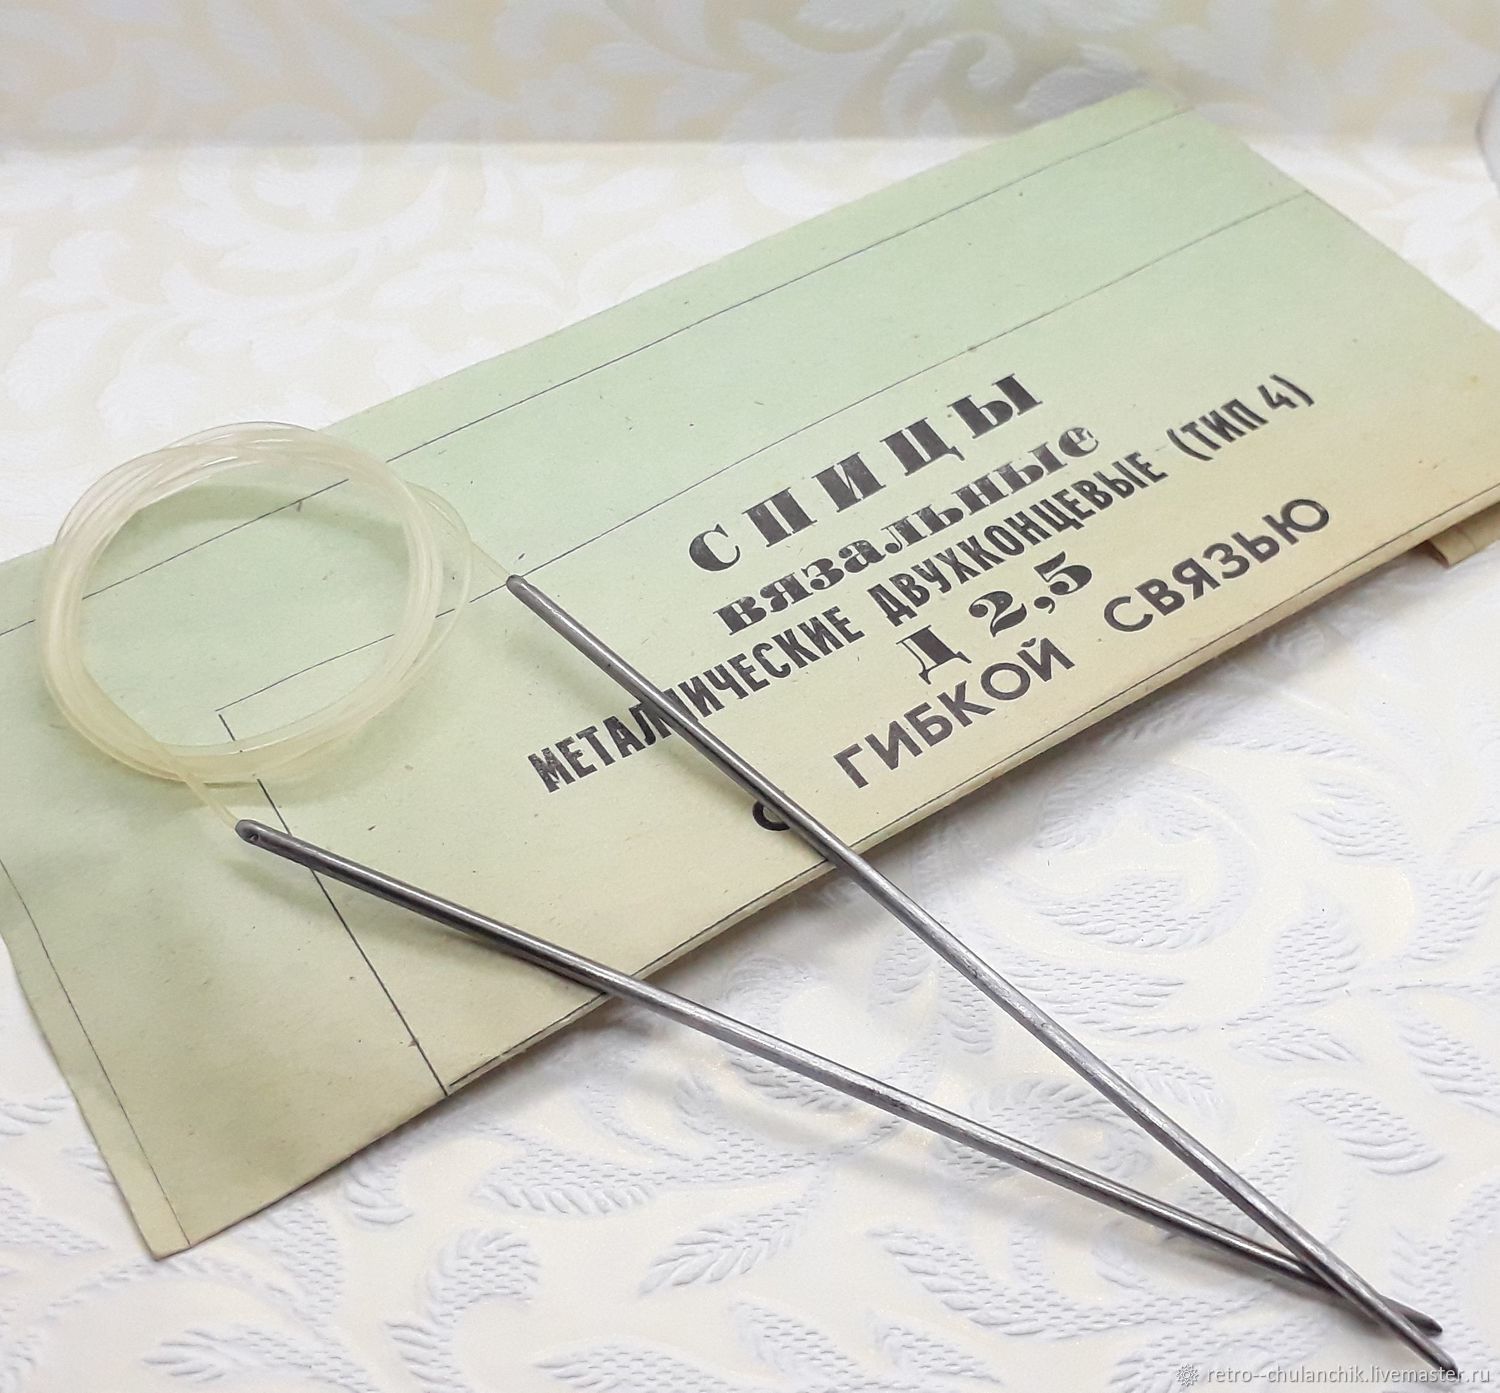 СПИЦЫ
вязальные
МЕТАЛЛИЧЕСКИЕ ДВУХКОНЦЕВЫЕ (ТИП 4)
Д 2,5
С ГИБКОЙ СВЯЗЬЮ
retro--chulanchik.livemaster.ru